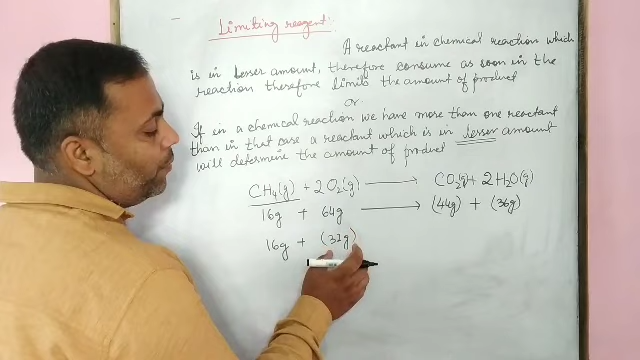 Limiting reagent:
A reactant in chemical reaction which
is in lesser amount, therefore consume as soon in the
reaction therefore limits the amount of product
or
If in a chemical reaction we have more than one reactant
than in that case a reactant which is in lesser amount
will determine the amount of product
CH₄(g) + 2O₂(g) ⟶ CO₂(g) + 2H₂O(g)
16g + 64g ⟶ (44g) + (36g)
16g + (32g)